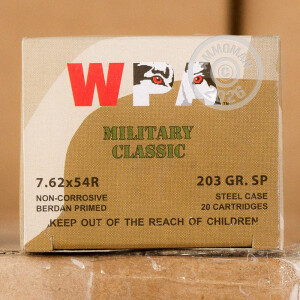 WPA
MILITARY
CLASSIC
7.62x54R
203 GR. SP
NON-CORROSIVE
STEEL CASE
BERDAN PRIMED
20 CARTRIDGES
KEEP OUT OF THE REACH OF CHILDREN